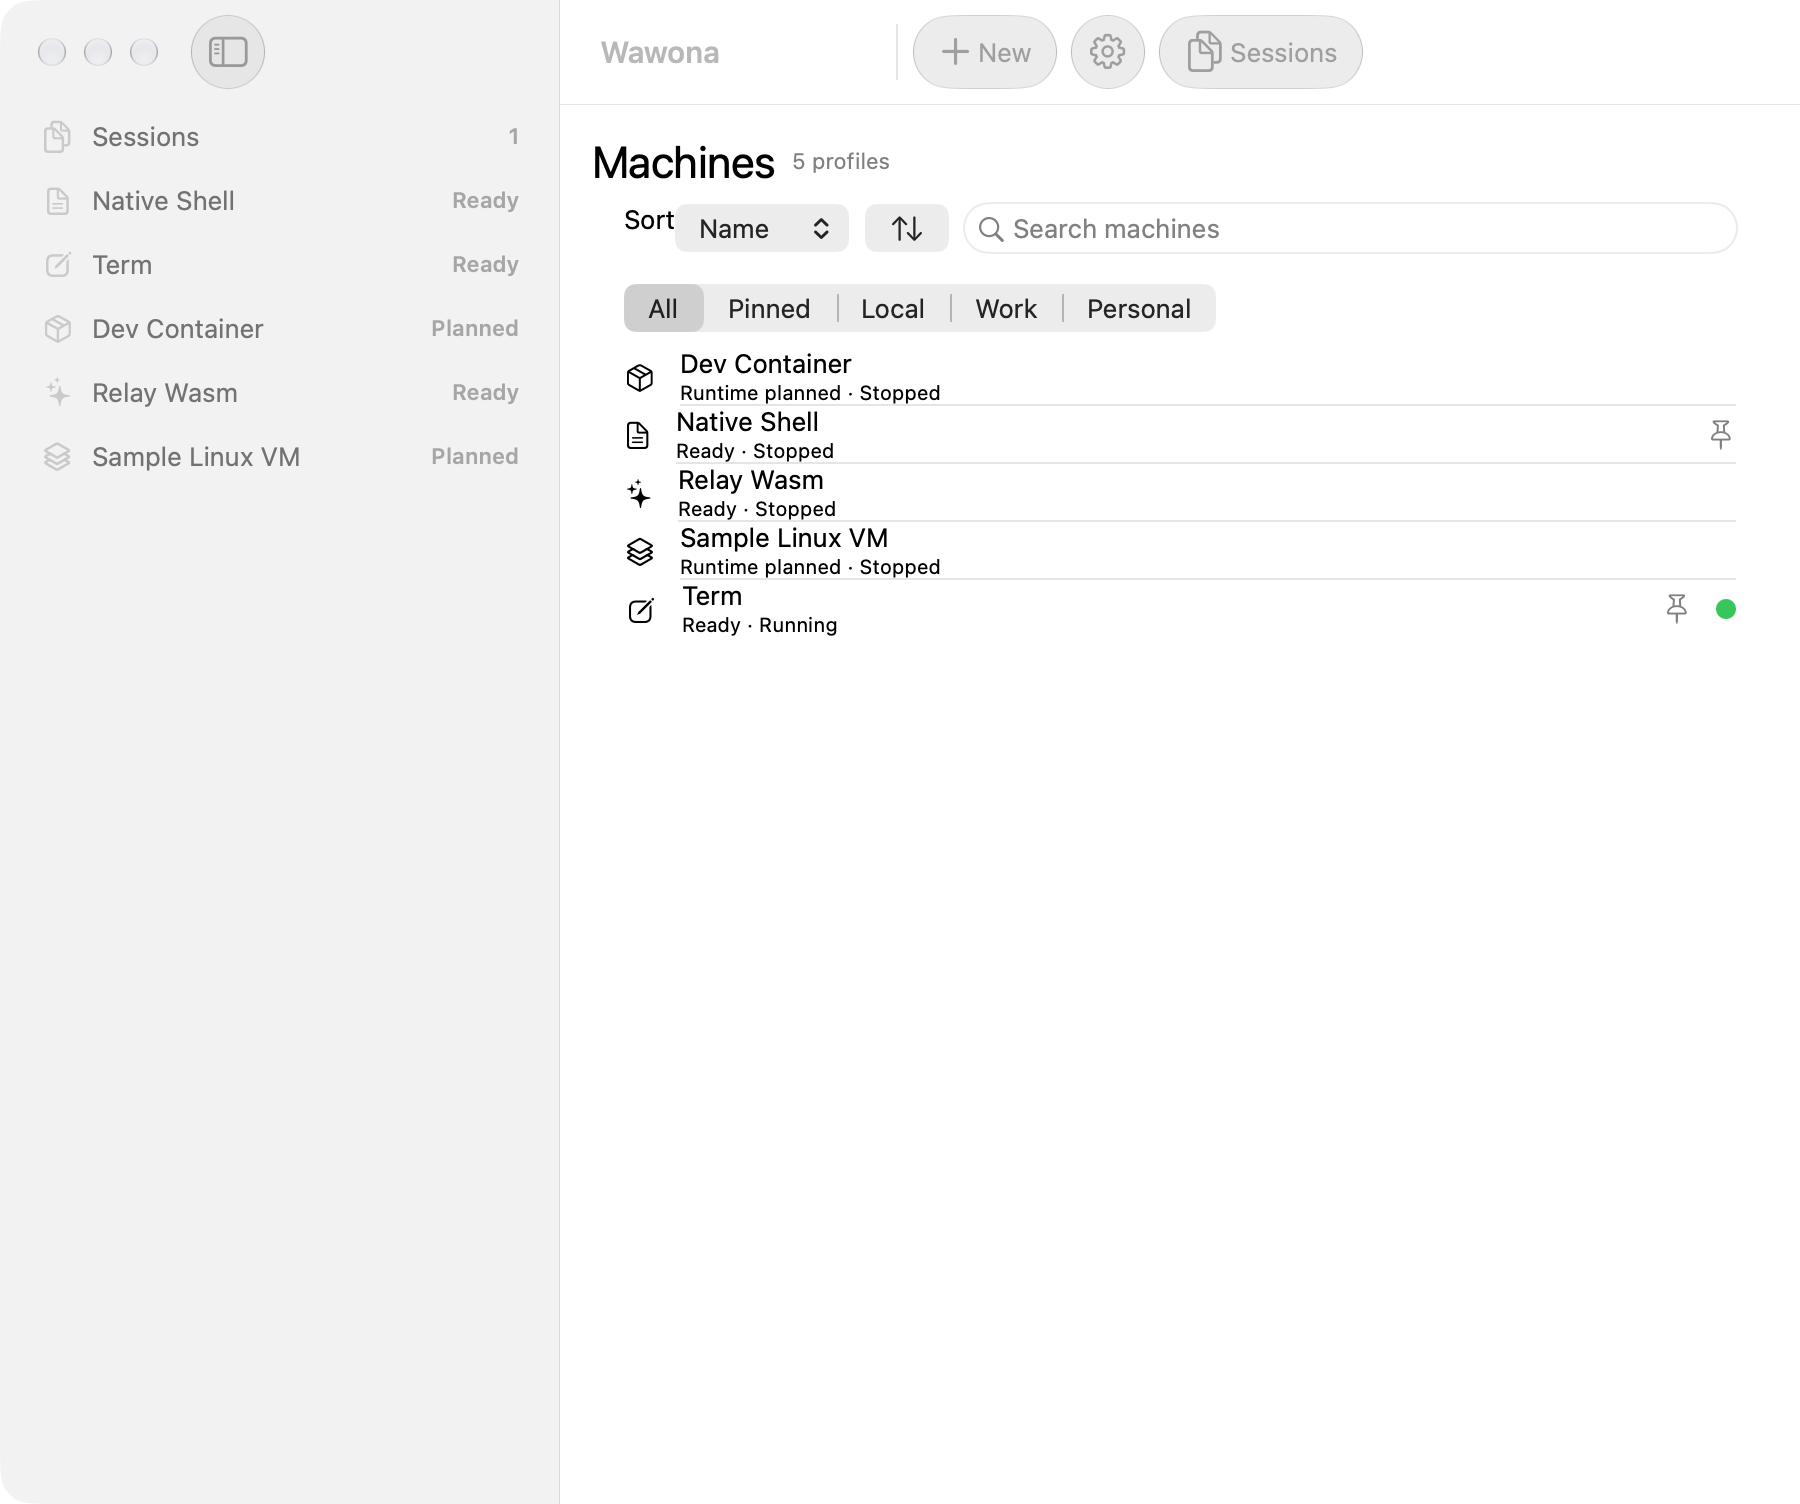 Wawona
New
Sessions
Sessions 1
Native Shell Ready
Term Ready
Dev Container Planned
Relay Wasm Ready
Sample Linux VM Planned
Machines 5 profiles
Sort Name Search machines
All Pinned Local Work Personal
Dev Container
Runtime planned · Stopped
Native Shell
Ready · Stopped
Relay Wasm
Ready · Stopped
Sample Linux VM
Runtime planned · Stopped
Term
Ready · Running